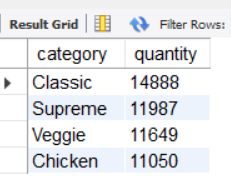 Result Grid Filter Rows:
category quantity
Classic 14888
Supreme 11987
Veggie 11649
Chicken 11050